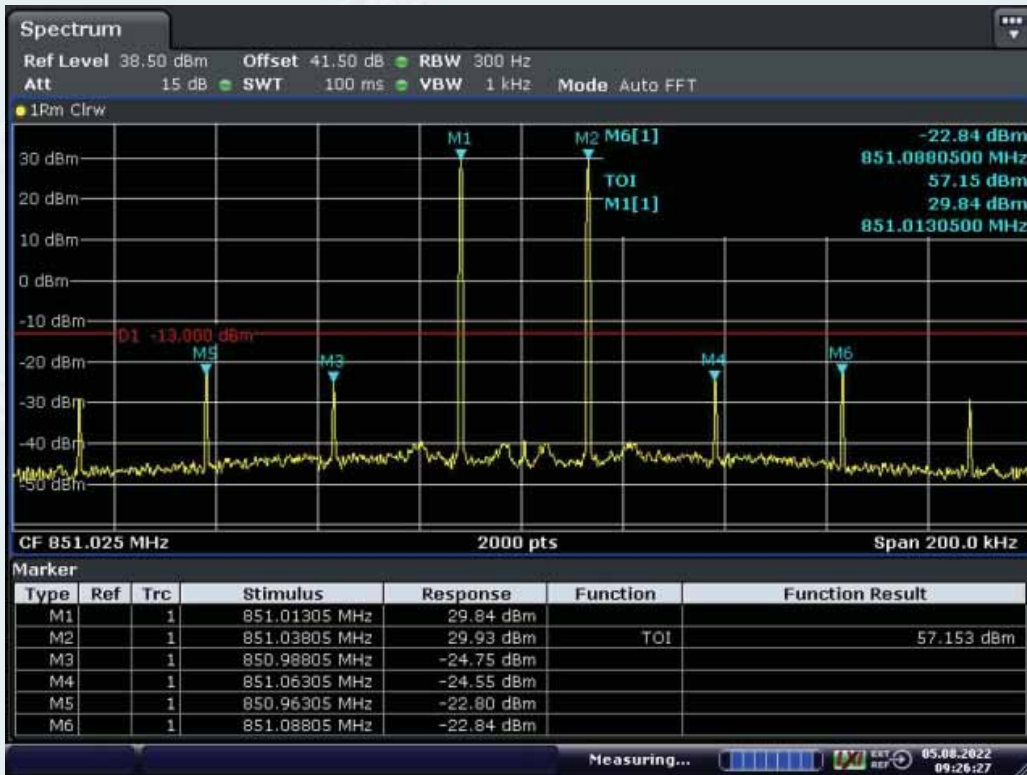 Spectrum
Ref Level 38.50 dBm Offset 41.50 dB RBW 300 Hz
Att 15 dB SWT 100 ms VBW 1 kHz Mode Auto FFT
1Rm Clrw
M1 M2 M6[1] -22.84 dBm
851.0880500 MHz
30 dBm
TOI 57.15 dBm
20 dBm
M1[1] 29.84 dBm
851.0130500 MHz
10 dBm
0 dBm
-10 dBm
D1 -13.000 dBm
M5 M3 M4 M6
-20 dBm
-30 dBm
-40 dBm
-50 dBm
CF 851.025 MHz 2000 pts Span 200.0 kHz
Marker
Type Ref Trc Stimulus Response Function Function Result
M1 1 851.01305 MHz 29.84 dBm
M2 1 851.03805 MHz 29.93 dBm TOI 57.153 dBm
M3 1 850.98805 MHz -24.75 dBm
M4 1 851.06305 MHz -24.55 dBm
M5 1 850.96305 MHz -22.80 dBm
M6 1 851.08805 MHz -22.84 dBm
Measuring... LXI EXT REF 05.08.2022
09:26:27